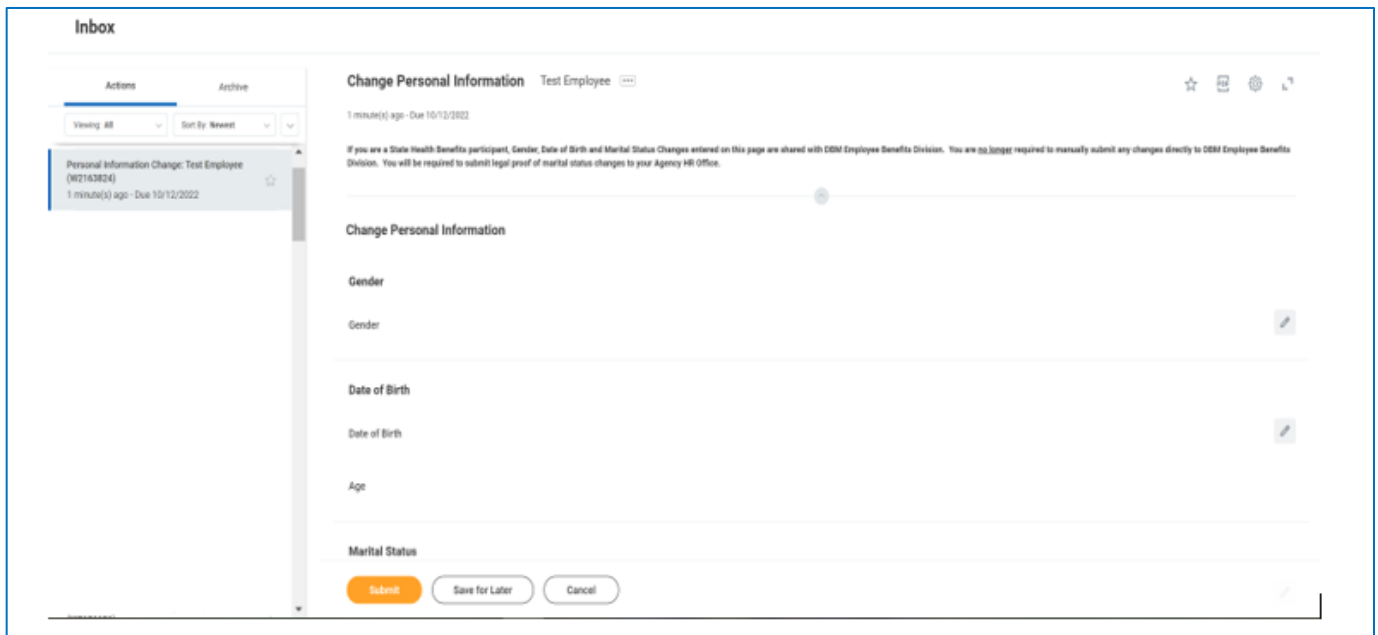 Inbox
Actions
Archive
Viewing: All
Sort By: Newest
Personal Information Change: Test Employee
(W2163824)
1 minute(s) ago - Due 10/12/2022
Change Personal Information Test Employee
PDF
1 minute(s) ago - Due 10/12/2022
If you are a State Health Benefits participant, Gender, Date of Birth and Marital Status Changes entered on this page are shared with DBM Employee Benefits Division. You are no longer required to manually submit any changes directly to DBM Employee Benefits
Division. You will be required to submit legal proof of marital status changes to your Agency HR Office.
Change Personal Information
Gender
Gender
Date of Birth
Date of Birth
Age
Marital Status
Submit
Save for Later
Cancel